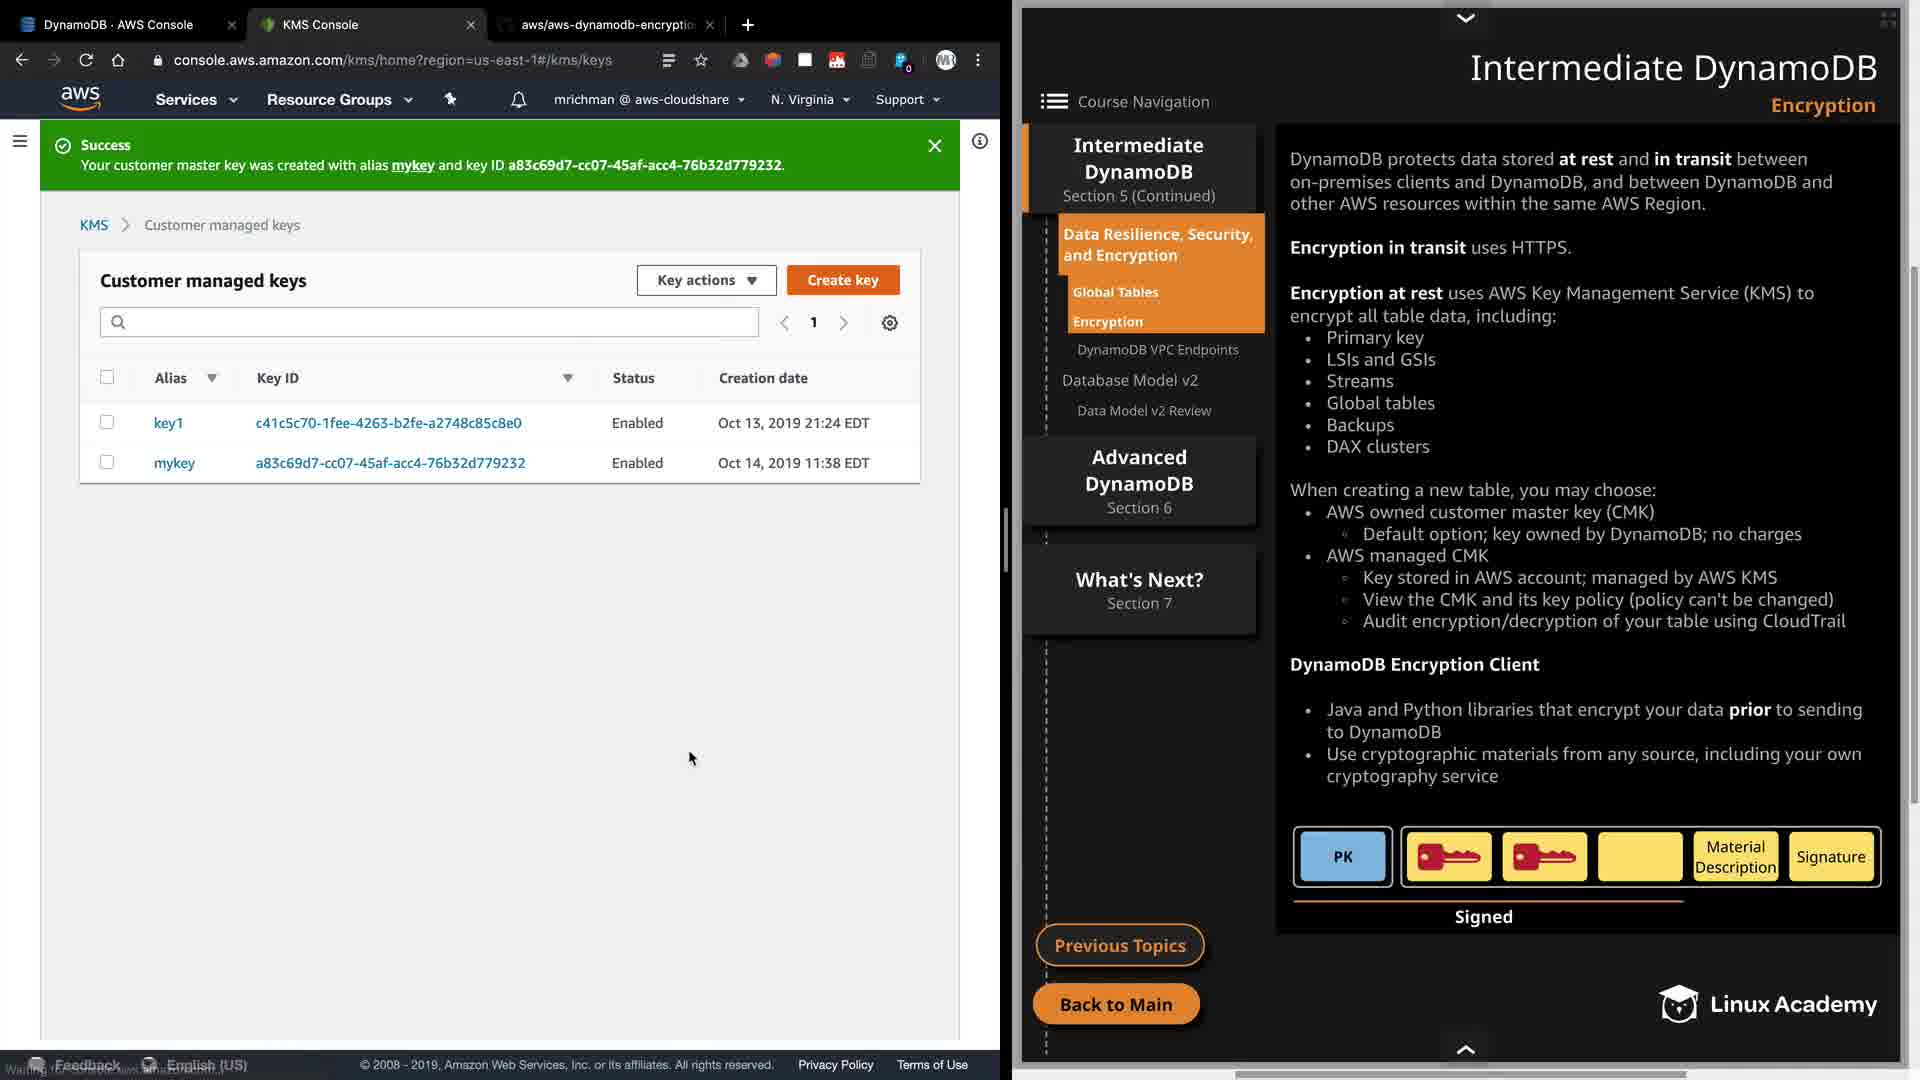 DynamoDB · AWS Console
KMS Console
aws/aws-dynamodb-encryptio
console.aws.amazon.com/kms/home?region=us-east-1#/kms/keys
aws
Services
Resource Groups
mrichman @ aws-cloudshare
N. Virginia
Support
Success
Your customer master key was created with alias mykey and key ID a83c69d7-cc07-45af-acc4-76b32d779232.
KMS
Customer managed keys
Customer managed keys
Key actions
Create key
1
Alias
Key ID
Status
Creation date
key1
c41c5c70-1fee-4263-b2fe-a2748c85c8e0
Enabled
Oct 13, 2019 21:24 EDT
mykey
a83c69d7-cc07-45af-acc4-76b32d779232
Enabled
Oct 14, 2019 11:38 EDT
Feedback
English (US)
© 2008 - 2019, Amazon Web Services, Inc. or its affiliates. All rights reserved.
Privacy Policy
Terms of Use
Intermediate DynamoDB
Encryption
Course Navigation
Intermediate
DynamoDB
Section 5 (Continued)
Data Resilience, Security,
and Encryption
Global Tables
Encryption
DynamoDB VPC Endpoints
Database Model v2
Data Model v2 Review
Advanced
DynamoDB
Section 6
What's Next?
Section 7
Previous Topics
Back to Main
DynamoDB protects data stored at rest and in transit between
on-premises clients and DynamoDB, and between DynamoDB and
other AWS resources within the same AWS Region.
Encryption in transit uses HTTPS.
Encryption at rest uses AWS Key Management Service (KMS) to
encrypt all table data, including:
• Primary key
• LSIs and GSIs
• Streams
• Global tables
• Backups
• DAX clusters
When creating a new table, you may choose:
• AWS owned customer master key (CMK)
◦ Default option; key owned by DynamoDB; no charges
• AWS managed CMK
◦ Key stored in AWS account; managed by AWS KMS
◦ View the CMK and its key policy (policy can't be changed)
◦ Audit encryption/decryption of your table using CloudTrail
DynamoDB Encryption Client
• Java and Python libraries that encrypt your data prior to sending
to DynamoDB
• Use cryptographic materials from any source, including your own
cryptography service
PK
Material
Description
Signature
Signed
Linux Academy